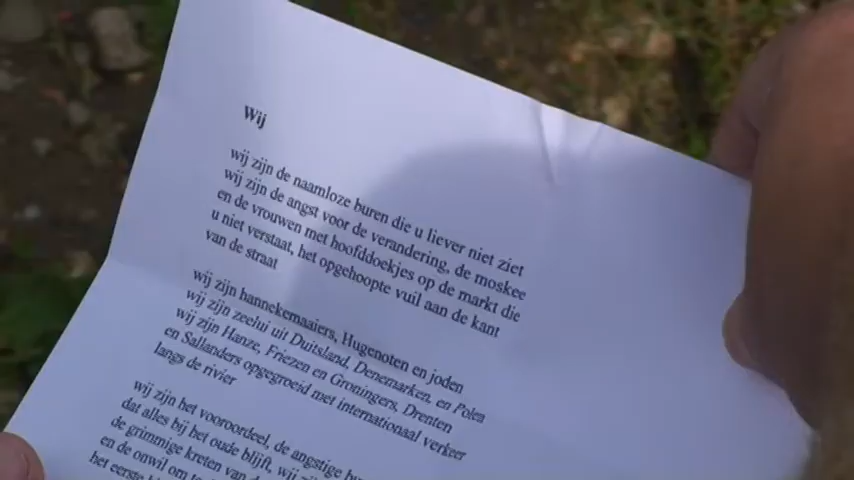 Wij
wij zijn de naamloze buren die u liever niet ziet
wij zijn de angst voor de verandering, de moskee
en de vrouwen met hoofddoekjes op de markt die
u niet verstaat, het opgehoopte vuil aan de kant
van de straat
wij zijn hannekemaaiers, Hugenoten en joden
wij zijn zeelui uit Duitsland, Denemarken, en Polen
wij zijn Hanze, Friezen en Groningers, Drenten
en Sallanders opgegroeid met internationaal verkeer
langs de rivier
wij zijn het vooroordeel, de angstige
dat alles bij het oude blijft, wij
de grimmige kreten van
en de onwil om
het eerste